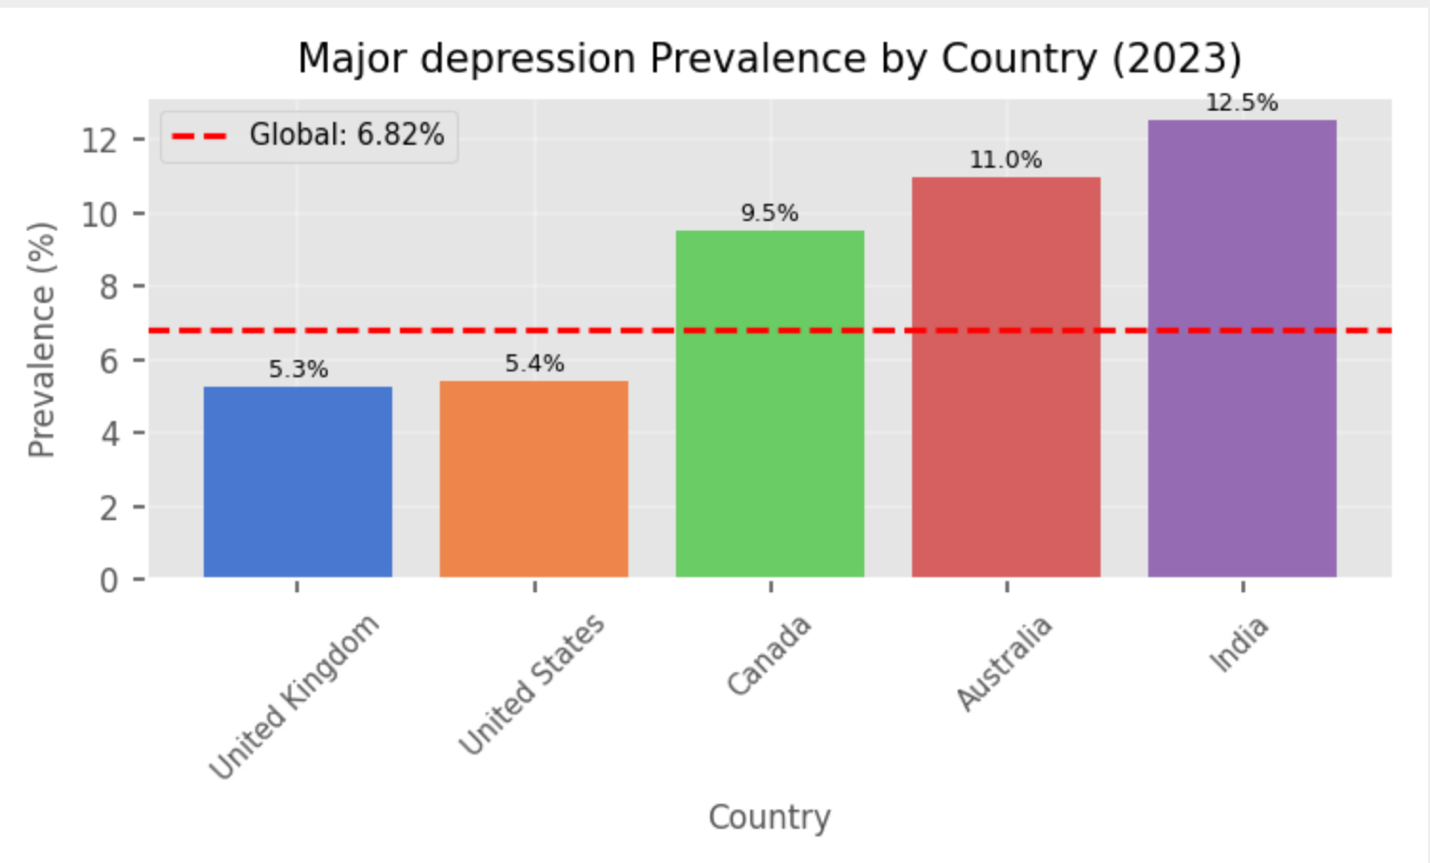 Major depression Prevalence by Country (2023)
Global: 6.82%
Prevalence (%)
12
10
8
6
4
2
0
5.3%
5.4%
9.5%
11.0%
12.5%
United Kingdom
United States
Canada
Australia
India
Country